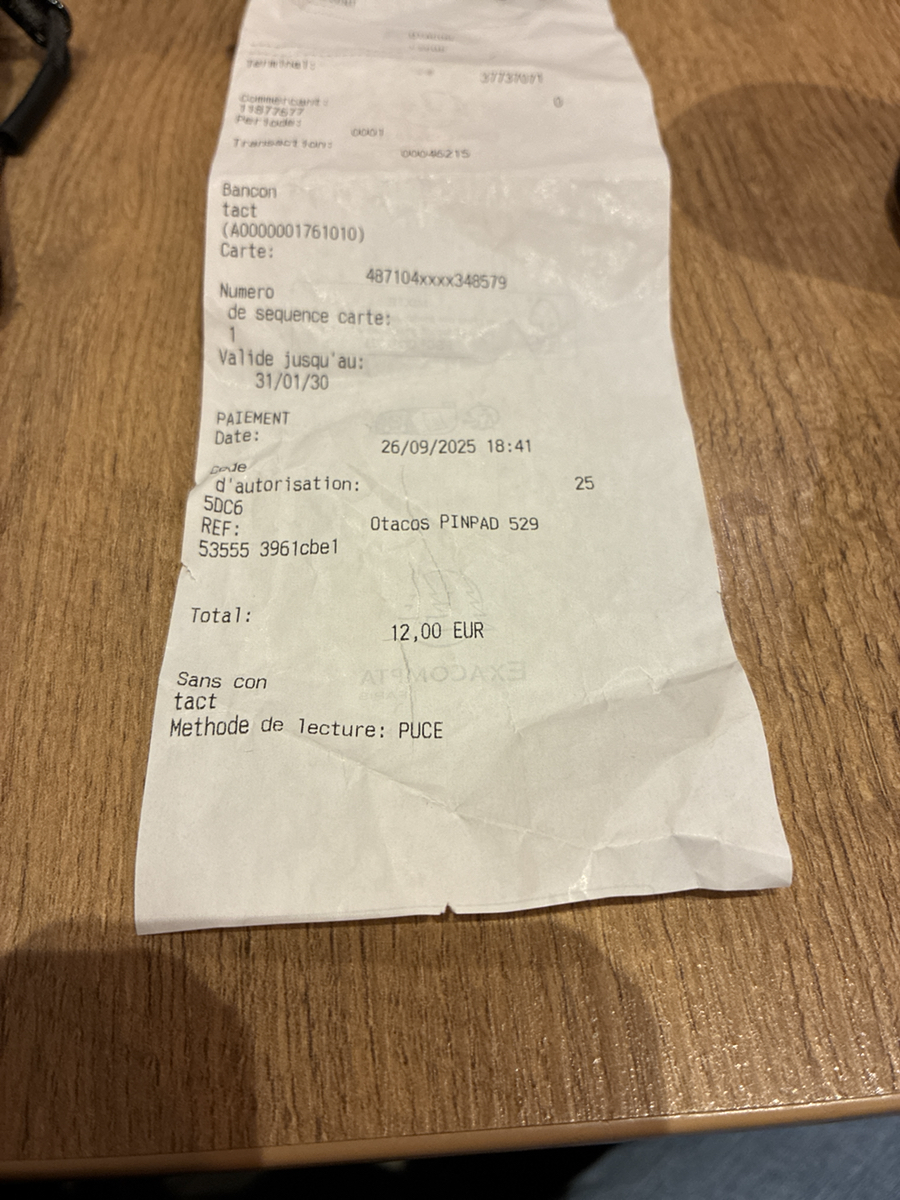 Terminal:
37737091
Commercant: 0
11877677
Periode:
0001
Transaction:
00046215
Bancon
tact
(A0000001761010)
Carte:
487104xxxx348579
Numero
de sequence carte:
1
Valide jusqu'au:
31/01/30
PAIEMENT
Date:
26/09/2025 18:41
Code
d'autorisation: 25
5DC6
REF: Otacos PINPAD 529
53555 3961cbe1
Total:
12,00 EUR
EXACOMPTA
Sans con
tact
Methode de lecture: PUCE